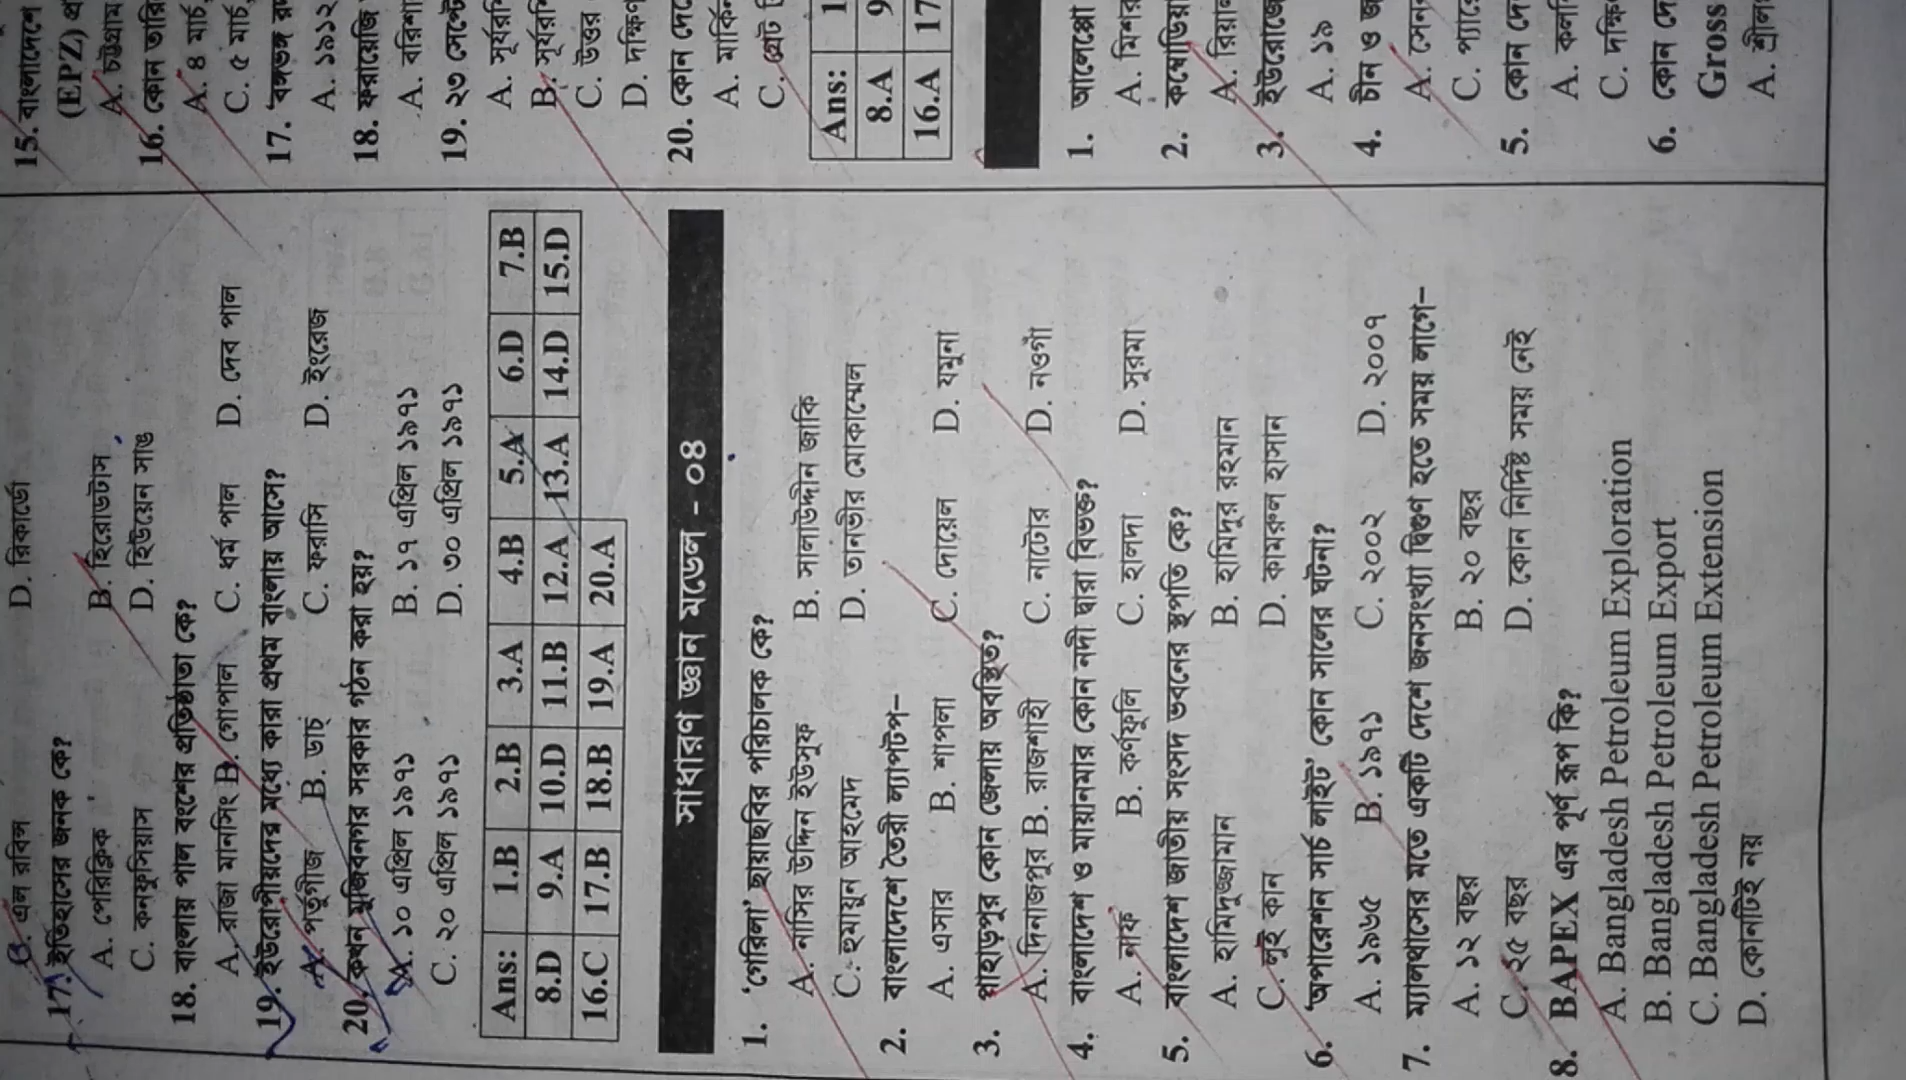 C. এল রবিন্স D. রিকার্ডো
17. ইতিহাসের জনক কে?
A. পেরিক্লিক B. হিরোডটাস
C. কনফুসিয়াস D. হিউয়েন সাঙ
18. বাংলায় পাল বংশের প্রতিষ্ঠাতা কে?
A. রাজা মানসিং B. গোপাল C. ধর্ম পাল D. দেব পাল
19. ইউরোপীয়দের মধ্যে কারা প্রথম বাংলায় আসে?
A. পর্তুগীজ B. ডাচ্ C. ফরাসি D. ইংরেজ
20. কখন মুজিবনগর সরকার গঠন করা হয়?
A. ১০ এপ্রিল ১৯৭১ B. ১৭ এপ্রিল ১৯৭১
C. ২০ এপ্রিল ১৯৭১ D. ৩০ এপ্রিল ১৯৭১
Ans: 1.B 2.B 3.A 4.B 5.A 6.D 7.B
8.D 9.A 10.D 11.B 12.A 13.A 14.D 15.D
16.C 17.B 18.B 19.A 20.A
সাধারণ জ্ঞান মডেল - ০৪
1. ‘গেরিলা’ ছায়াছবির পরিচালক কে?
A. নাসির উদ্দিন ইউসুফ B. সালাউদ্দীন জাকি
C. হুমায়ুন আহমেদ D. তানভীর মোকাম্মেল
2. বাংলাদেশে তৈরী ল্যাপটপ–
A. এসার B. শাপলা C. দোয়েল D. যমুনা
3. পাহাড়পুর কোন জেলায় অবস্থিত?
A. দিনাজপুর B. রাজশাহী C. নাটোর D. নওগাঁ
4. বাংলাদেশ ও মায়ানমার কোন নদী দ্বারা বিভক্ত?
A. নাফ B. কর্ণফুলি C. হালদা D. সুরমা
5. বাংলাদেশ জাতীয় সংসদ ভবনের স্থপতি কে?
A. হামিদুজ্জামান B. হামিদুর রহমান
C. লুই কান D. কামরুল হাসান
6. ‘অপারেশন সার্চ লাইট’ কোন সালের ঘটনা?
A. ১৯৬৫ B. ১৯৭১ C. ২০০২ D. ২০০৭
7. ম্যালথাসের মতে একটি দেশে জনসংখ্যা দ্বিগুণ হতে সময় লাগে–
A. ১২ বছর B. ২০ বছর
C. ২৫ বছর D. কোন নির্দিষ্ট সময় নেই
8. BAPEX এর পূর্ণ রূপ কি?
A. Bangladesh Petroleum Exploration
B. Bangladesh Petroleum Export
C. Bangladesh Petroleum Extension
D. কোনটিই নয়
15. বাংলাদেশে
(EPZ) প্র
A. চট্টগ্রাম
16. কোন তারি
A. ৪ মার্চ,
C. ৫ মার্চ,
17. বঙ্গভঙ্গ র
A. ১৯১২
18. ফরায়েজি
A. বরিশা
19. ২৩ সেপ্টে
A. সূর্যরশ্মি
B. সূর্যরশ্মি
C. উত্তর
D. দক্ষিণ
20. কোন দে
A. মার্কিন
C. গ্রেট ব্রি
Ans: 1
8.A 9
16.A 17
1. আলেপ্পো
A. মিশর
2. কম্বোডিয়া
A. রিয়াল
3. ইউরোজে
A. ১৯
4. চীন ও জ
A. সেন
C. প্যারে
5. কোন দে
A. কল
C. দক্ষি
6. কোন দে
Gross
A. শ্রীল